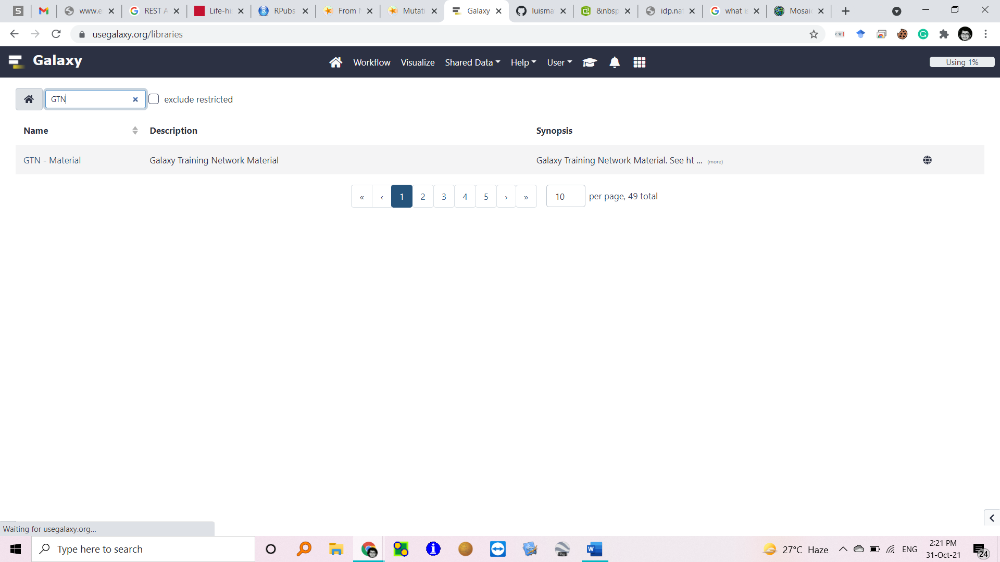 S www.e REST A Life-his RPubs From N Mutati Galaxy luisma &nbsp idp.nat what is Mosaic
usegalaxy.org/libraries
Galaxy Workflow Visualize Shared Data Help User Using 1%
GTN exclude restricted
Name Description Synopsis
GTN - Material Galaxy Training Network Material Galaxy Training Network Material. See ht ... (more)
« ‹ 1 2 3 4 5 › » 10 per page, 49 total
Waiting for usegalaxy.org...
Type here to search 27°C Haze ENG 2:21 PM
31-Oct-21 24